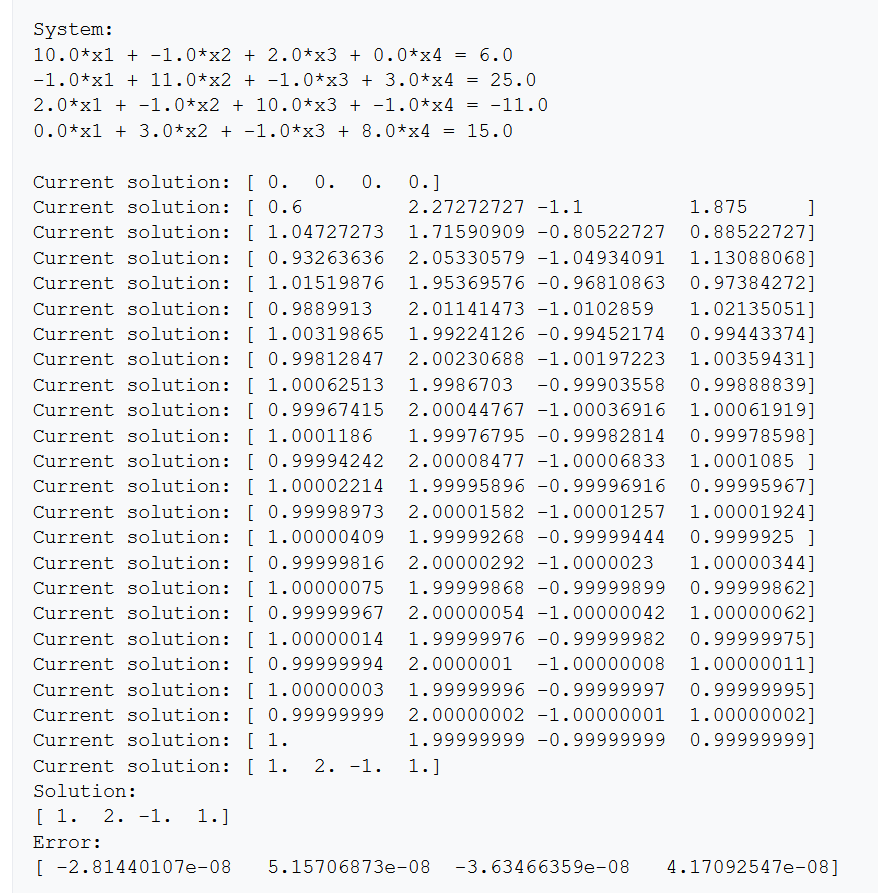 System:
10.0*x1 + -1.0*x2 + 2.0*x3 + 0.0*x4 = 6.0
-1.0*x1 + 11.0*x2 + -1.0*x3 + 3.0*x4 = 25.0
2.0*x1 + -1.0*x2 + 10.0*x3 + -1.0*x4 = -11.0
0.0*x1 + 3.0*x2 + -1.0*x3 + 8.0*x4 = 15.0

Current solution: [ 0.  0.  0.  0.]
Current solution: [ 0.6         2.27272727 -1.1         1.875     ]
Current solution: [ 1.04727273  1.71590909 -0.80522727  0.88522727]
Current solution: [ 0.93263636  2.05330579 -1.04934091  1.13088068]
Current solution: [ 1.01519876  1.95369576 -0.96810863  0.97384272]
Current solution: [ 0.9889913   2.01141473 -1.0102859   1.02135051]
Current solution: [ 1.00319865  1.99224126 -0.99452174  0.99443374]
Current solution: [ 0.99812847  2.00230688 -1.00197223  1.00359431]
Current solution: [ 1.00062513  1.9986703  -0.99903558  0.99888839]
Current solution: [ 0.99967415  2.00044767 -1.00036916  1.00061919]
Current solution: [ 1.0001186   1.99976795 -0.99982814  0.99978598]
Current solution: [ 0.99994242  2.00008477 -1.00006833  1.0001085 ]
Current solution: [ 1.00002214  1.99995896 -0.99996916  0.99995967]
Current solution: [ 0.99998973  2.00001582 -1.00001257  1.00001924]
Current solution: [ 1.00000409  1.99999268 -0.99999444  0.9999925 ]
Current solution: [ 0.99999816  2.00000292 -1.0000023   1.00000344]
Current solution: [ 1.00000075  1.99999868 -0.99999899  0.99999862]
Current solution: [ 0.99999967  2.00000054 -1.00000042  1.00000062]
Current solution: [ 1.00000014  1.99999976 -0.99999982  0.99999975]
Current solution: [ 0.99999994  2.0000001  -1.00000008  1.00000011]
Current solution: [ 1.00000003  1.99999996 -0.99999997  0.99999995]
Current solution: [ 0.99999999  2.00000002 -1.00000001  1.00000002]
Current solution: [ 1.          1.99999999 -0.99999999  0.99999999]
Current solution: [ 1.  2. -1.  1.]
Solution:
[ 1.  2. -1.  1.]
Error:
[ -2.81440107e-08   5.15706873e-08  -3.63466359e-08   4.17092547e-08]